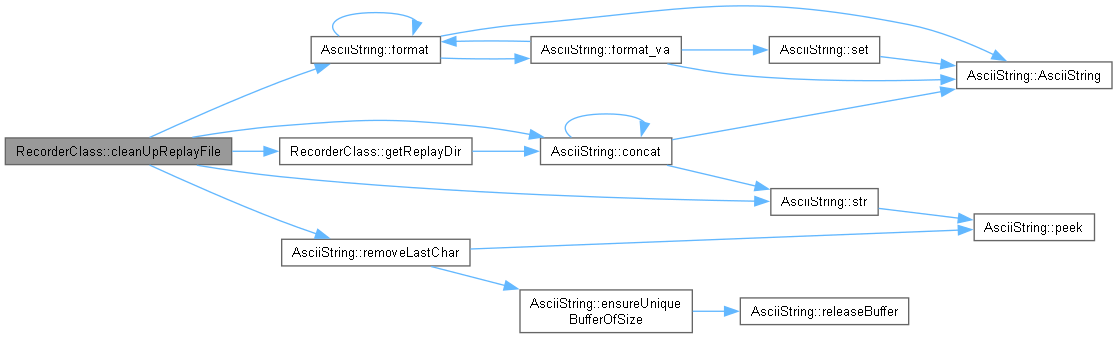 AsciiString::format
AsciiString::format_va
AsciiString::set
AsciiString::AsciiString
RecorderClass::cleanUpReplayFile
RecorderClass::getReplayDir
AsciiString::concat
AsciiString::str
AsciiString::peek
AsciiString::removeLastChar
AsciiString::ensureUnique
BufferOfSize
AsciiString::releaseBuffer